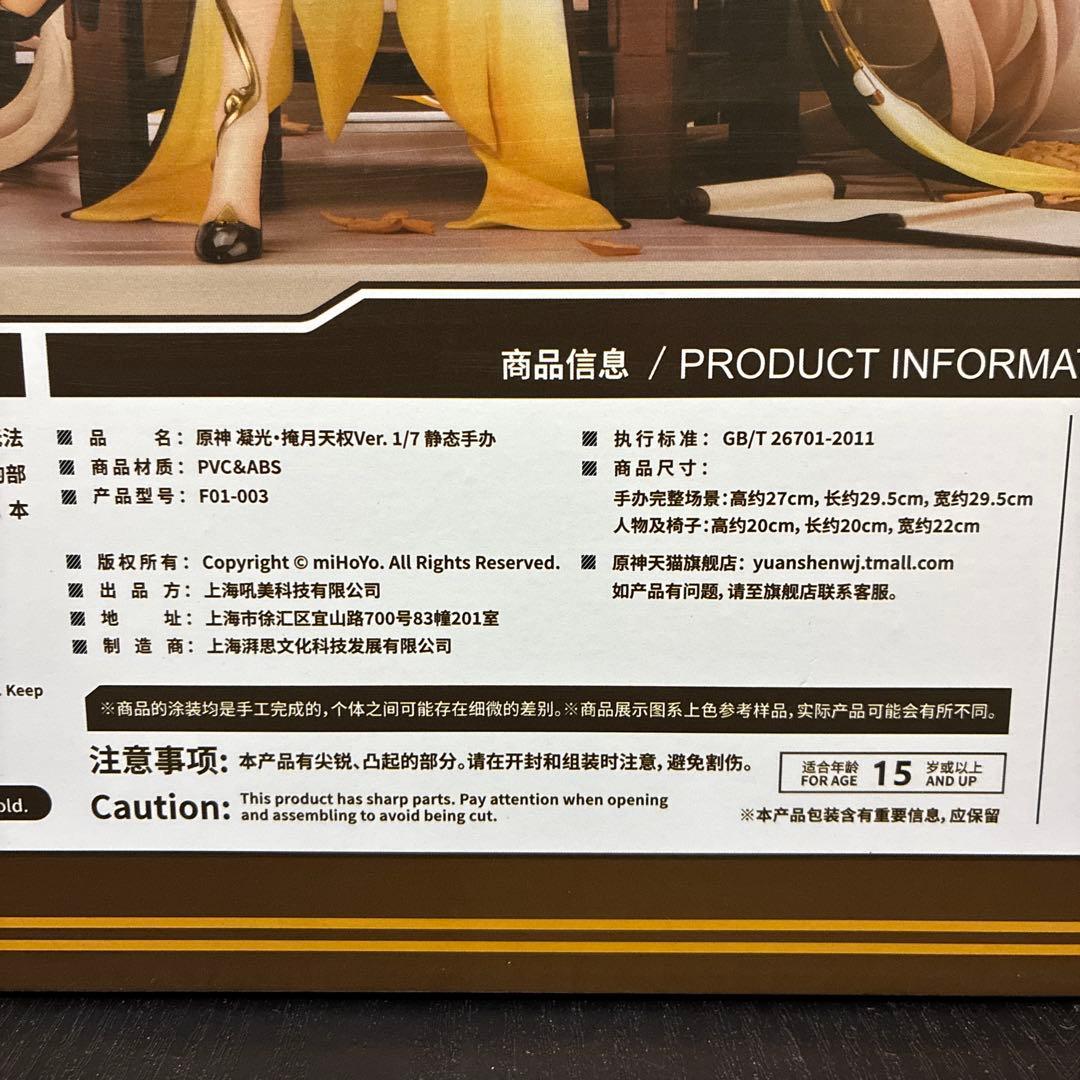 商品信息 / PRODUCT INFORMA
法
部
本
. Keep
old.
品 名：原神 凝光·掩月天权Ver. 1/7 静态手办
商品材质：PVC&ABS
产品型号：F01-003
版权所有：Copyright © miHoYo. All Rights Reserved.
出 品 方：上海吼美科技有限公司
地 址：上海市徐汇区宜山路700号83幢201室
制 造 商：上海湃思文化科技发展有限公司
执行标准：GB/T 26701-2011
商品尺寸：
手办完整场景：高约27cm, 长约29.5cm, 宽约29.5cm
人物及椅子：高约20cm, 长约20cm, 宽约22cm
原神天猫旗舰店：yuanshenwj.tmall.com
如产品有问题, 请至旗舰店联系客服。
※商品的涂装均是手工完成的, 个体之间可能存在细微的差别。※商品展示图系上色参考样品, 实际产品可能会有所不同。
注意事项: 本产品有尖锐、凸起的部分。请在开封和组装时注意, 避免割伤。
Caution: This product has sharp parts. Pay attention when opening
and assembling to avoid being cut.
适合年龄 15 岁或以上
FOR AGE AND UP
※本产品包装含有重要信息, 应保留